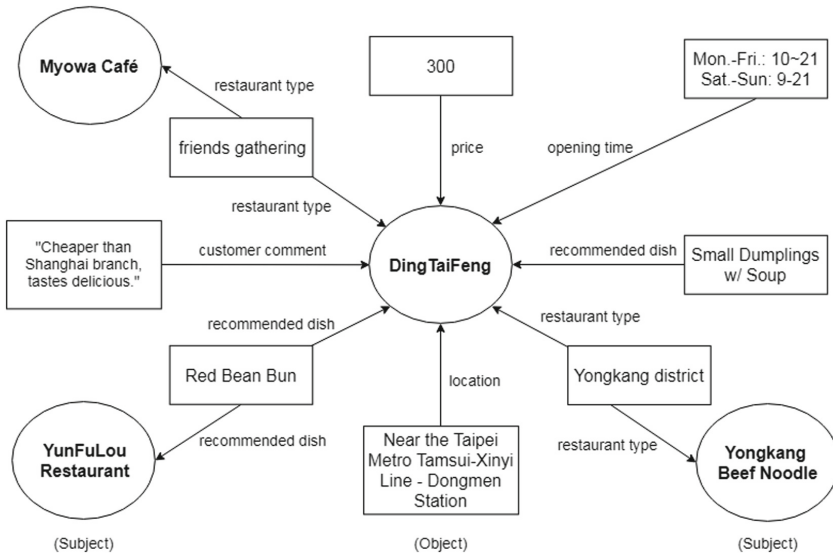 Myowa Café
300
Mon.-Fri.: 10~21
Sat.-Sun: 9-21
restaurant type
friends gathering
price
opening time
restaurant type
"Cheaper than
Shanghai branch,
tastes delicious."
customer comment
DingTaiFeng
recommended dish
Small Dumplings
w/ Soup
recommended dish
restaurant type
Red Bean Bun
location
Yongkang district
YunFuLou
Restaurant
recommended dish
Near the Taipei
Metro Tamsui-Xinyi
Line - Dongmen
Station
restaurant type
Yongkang
Beef Noodle
(Subject)
(Object)
(Subject)